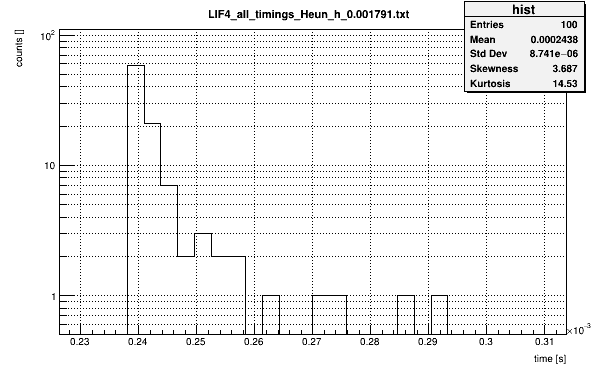 LIF4_all_timings_Heun_h_0.001791.txt
hist
Entries 100
Mean 0.0002438
Std Dev 8.741e−06
Skewness 3.687
Kurtosis 14.53
counts []
10²
10
1
0.23 0.24 0.25 0.26 0.27 0.28 0.29 0.3 0.31
×10⁻³
time [s]